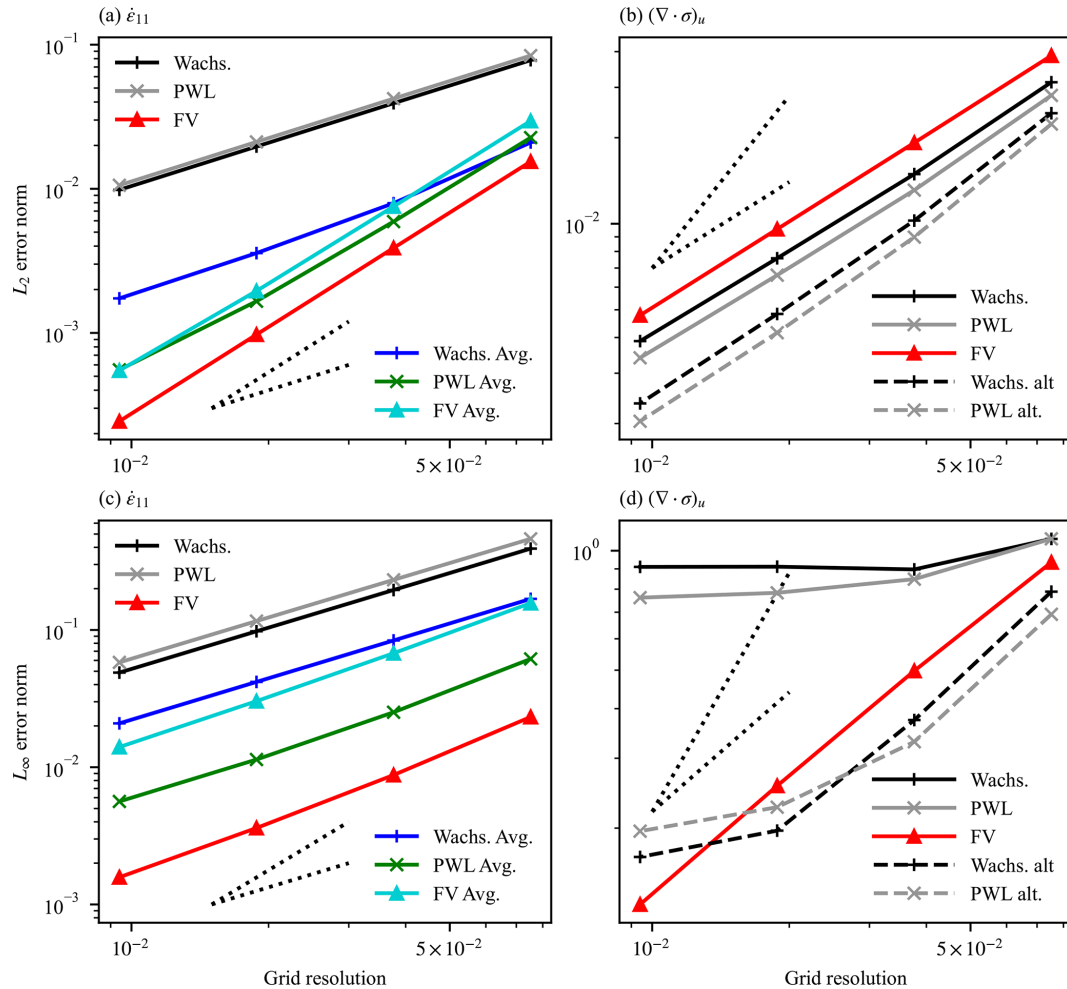 (a) ε̇₁₁
(b) (∇ · σ)ᵤ
10⁻¹
10⁻²
10⁻³
L₂ error norm
Wachs.
PWL
FV
Wachs. Avg.
PWL Avg.
FV Avg.
10⁻²
5 × 10⁻²
10⁻²
Wachs.
PWL
FV
Wachs. alt
PWL alt.
10⁻²
5 × 10⁻²
(c) ε̇₁₁
(d) (∇ · σ)ᵤ
10⁻¹
10⁻²
10⁻³
L∞ error norm
Wachs.
PWL
FV
Wachs. Avg.
PWL Avg.
FV Avg.
10⁻²
5 × 10⁻²
Grid resolution
10⁰
Wachs.
PWL
FV
Wachs. alt
PWL alt.
10⁻²
5 × 10⁻²
Grid resolution